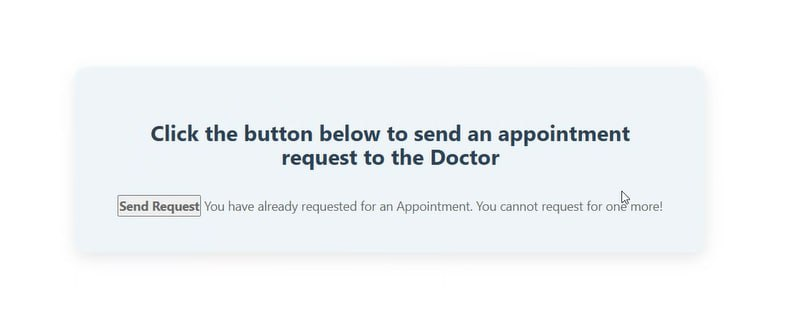 Click the button below to send an appointment
request to the Doctor
Send Request You have already requested for an Appointment. You cannot request for one more!